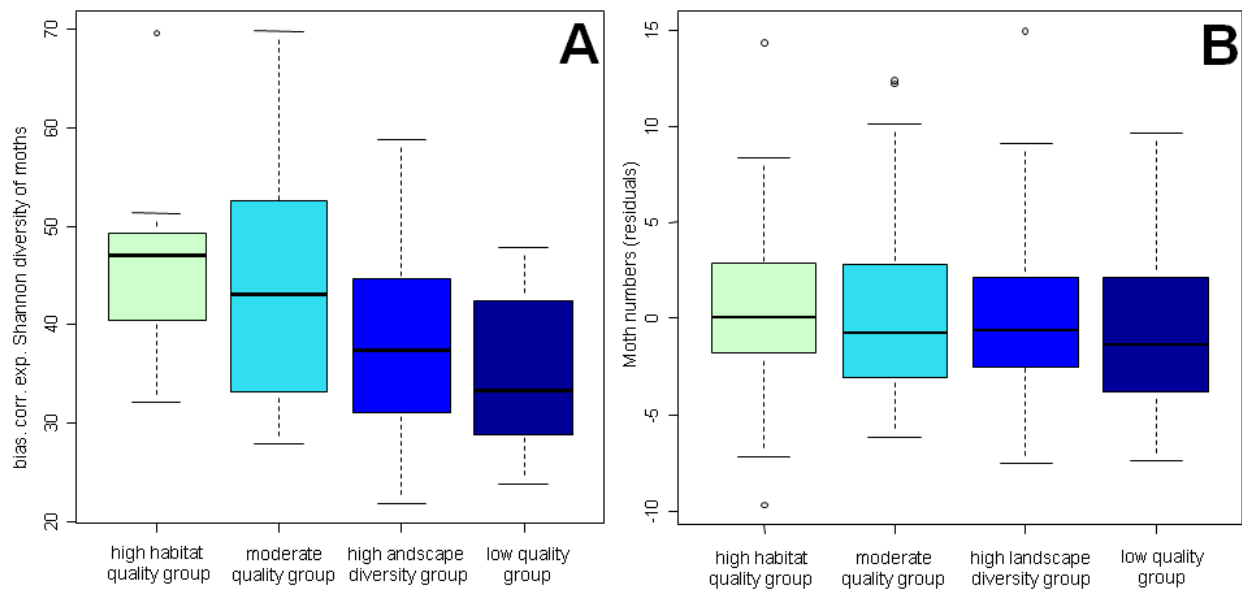 A
bias. corr. exp. Shannon diversity of moths
70
60
50
40
30
20
high habitat
quality group
moderate
quality group
high andscape
diversity group
low quality
group
B
Moth numbers (residuals)
15
10
5
0
-5
-10
high habitat
quality group
moderate
quality group
high landscape
diversity group
low quality
group